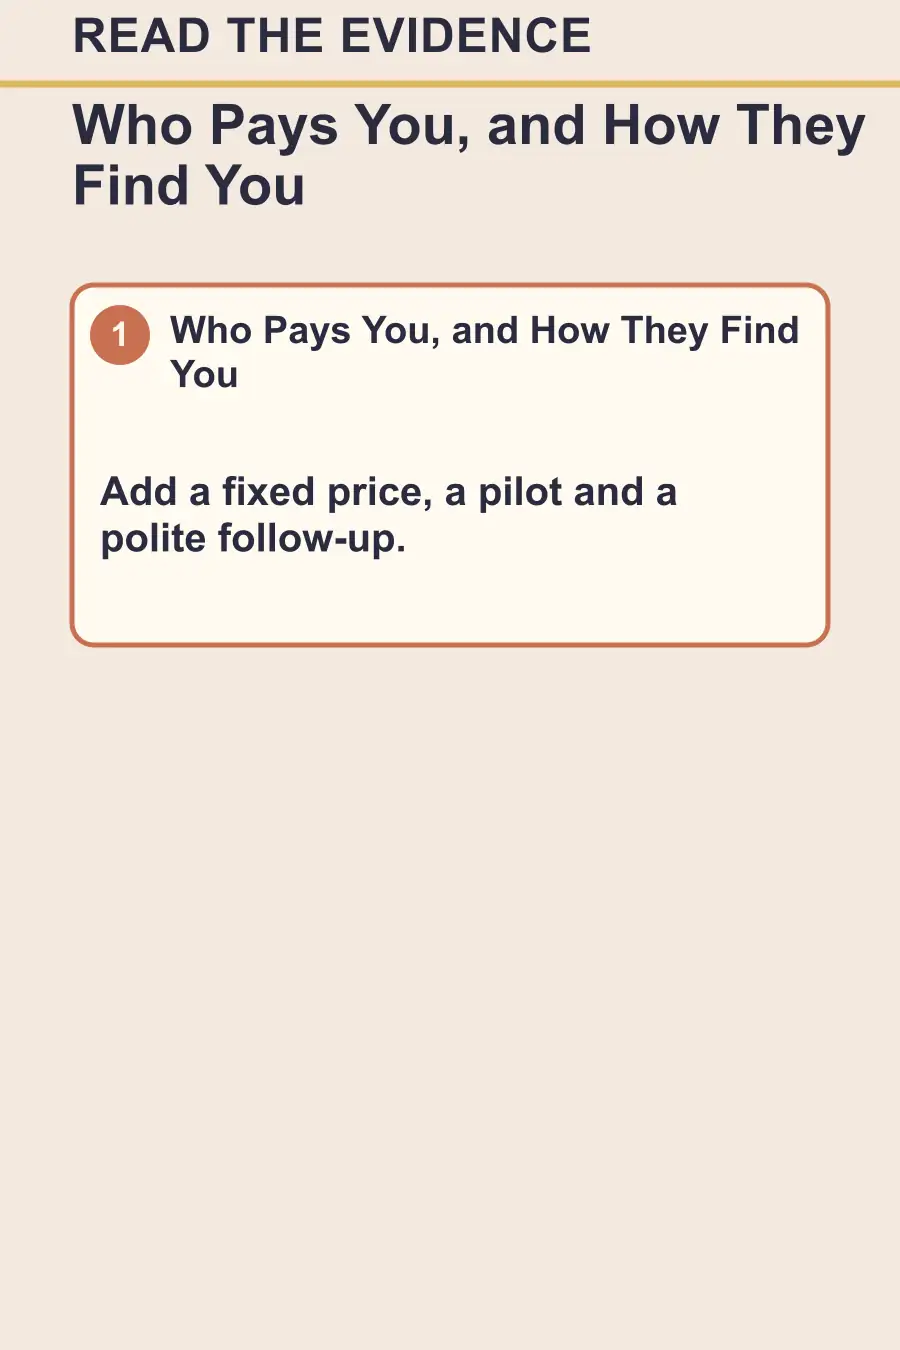 READ THE EVIDENCE
Who Pays You, and How They
Find You
1
Who Pays You, and How They Find
You
Add a fixed price, a pilot and a
polite follow-up.